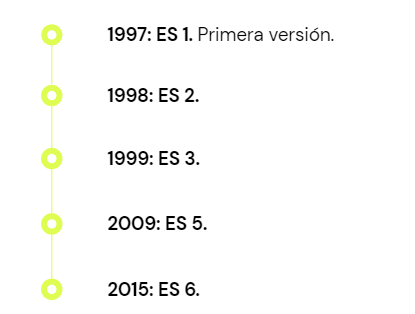 1997: ES 1. Primera versión.
1998: ES 2.
1999: ES 3.
2009: ES 5.
2015: ES 6.